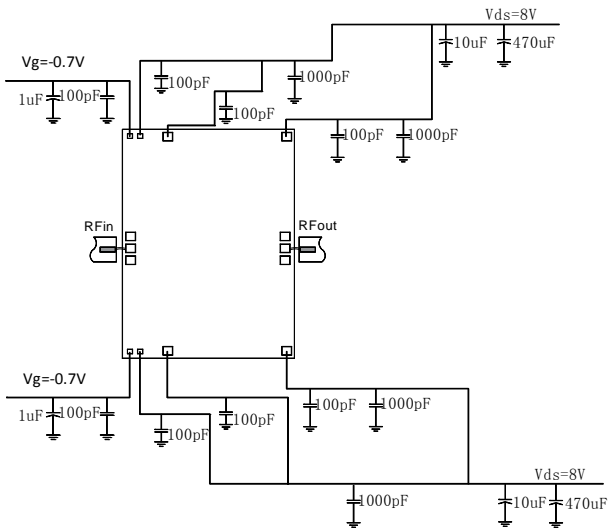 Vds=8V
10uF
470uF
Vg=-0.7V
100pF
1000pF
1uF
100pF
100pF
100pF
1000pF
RFin
RFout
Vg=-0.7V
1uF
100pF
100pF
100pF
100pF
1000pF
Vds=8V
1000pF
10uF
470uF